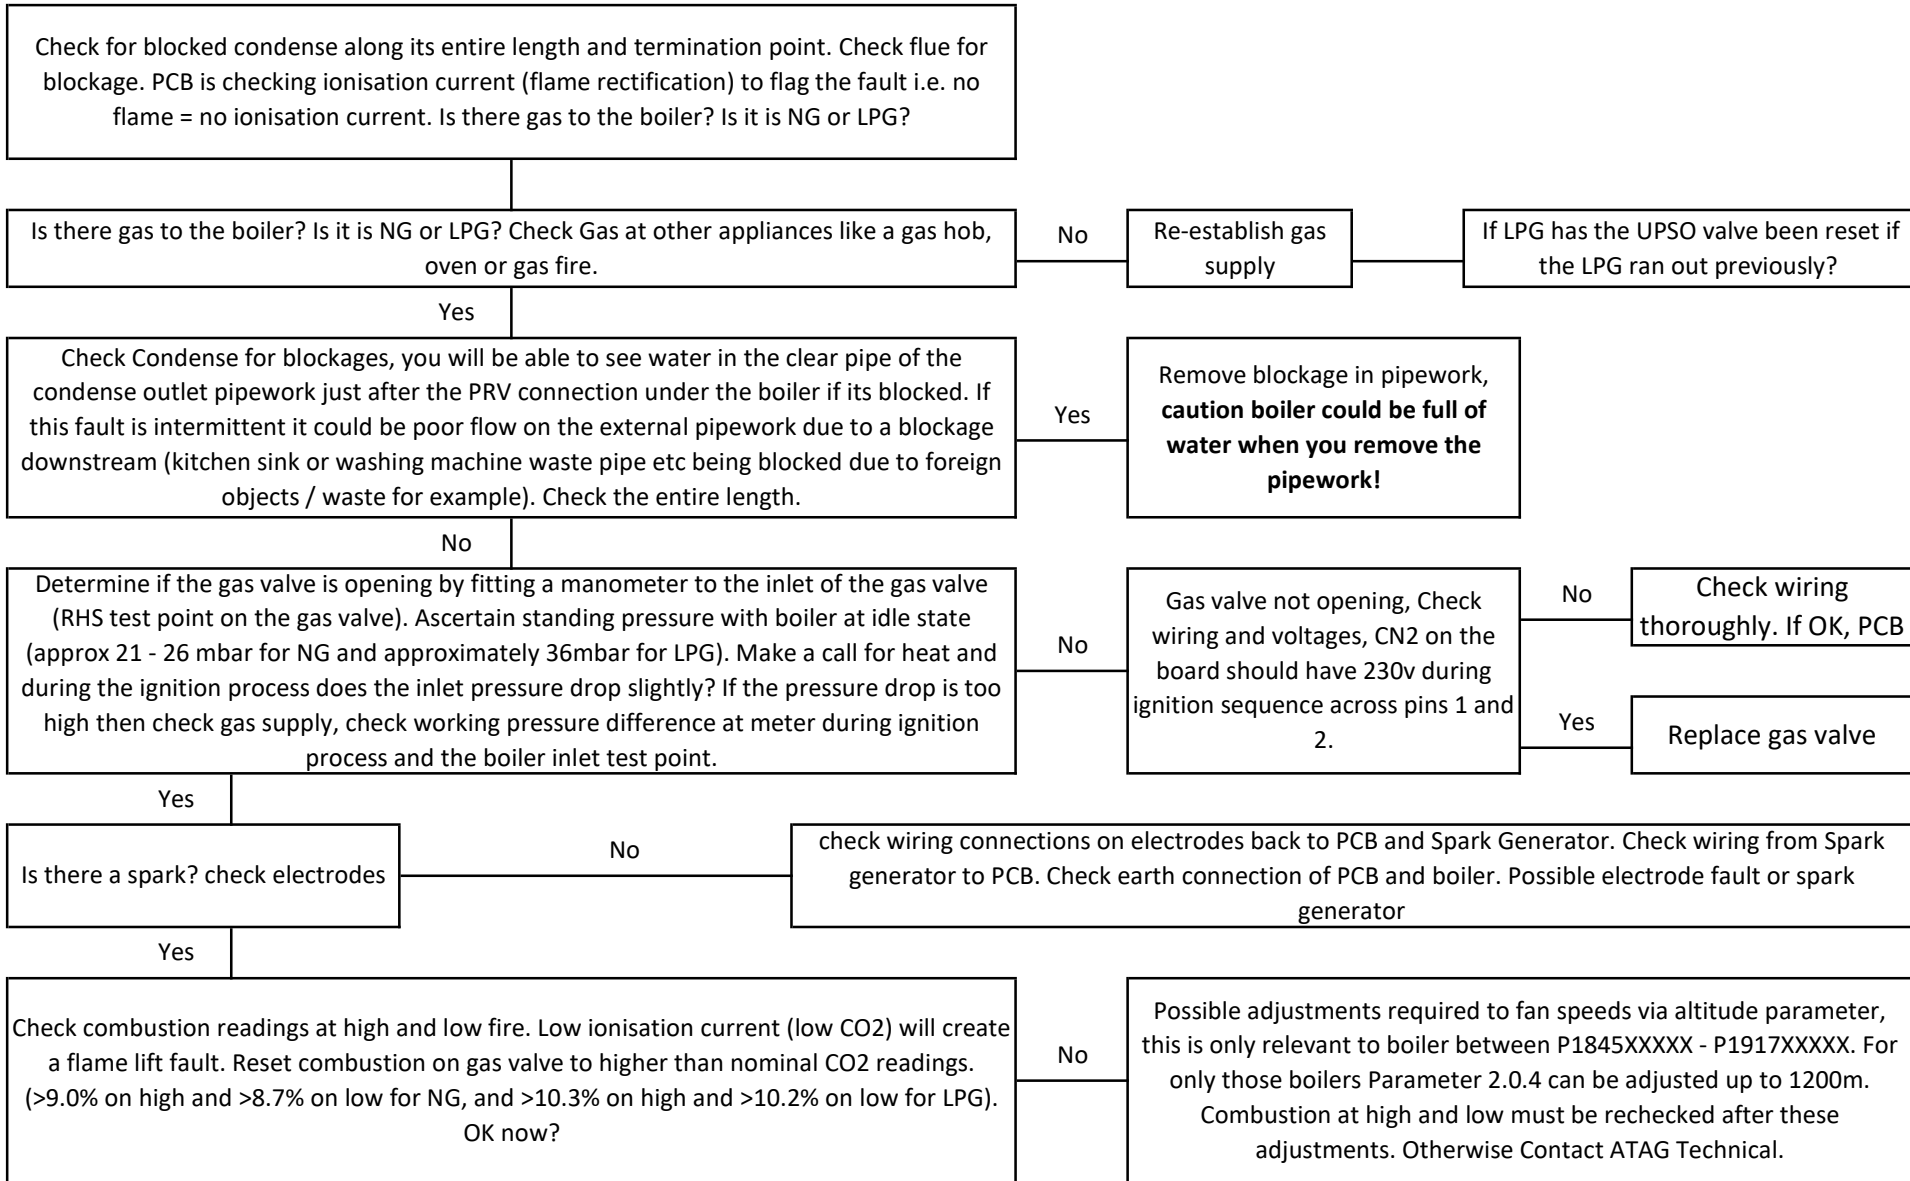 Check for blocked condense along its entire length and termination point. Check flue for
blockage. PCB is checking ionisation current (flame rectification) to flag the fault i.e. no
flame = no ionisation current. Is there gas to the boiler? Is it is NG or LPG?
Is there gas to the boiler? Is it is NG or LPG? Check Gas at other appliances like a gas hob,
oven or gas fire.
No
Re-establish gas
supply
If LPG has the UPSO valve been reset if
the LPG ran out previously?
Yes
Check Condense for blockages, you will be able to see water in the clear pipe of the
condense outlet pipework just after the PRV connection under the boiler if its blocked. If
this fault is intermittent it could be poor flow on the external pipework due to a blockage
downstream (kitchen sink or washing machine waste pipe etc being blocked due to foreign
objects / waste for example). Check the entire length.
Yes
Remove blockage in pipework,
caution boiler could be full of
water when you remove the
pipework!
No
Determine if the gas valve is opening by fitting a manometer to the inlet of the gas valve
(RHS test point on the gas valve). Ascertain standing pressure with boiler at idle state
(approx 21 - 26 mbar for NG and approximately 36mbar for LPG). Make a call for heat and
during the ignition process does the inlet pressure drop slightly? If the pressure drop is too
high then check gas supply, check working pressure difference at meter during ignition
process and the boiler inlet test point.
No
Gas valve not opening, Check
wiring and voltages, CN2 on the
board should have 230v during
ignition sequence across pins 1 and
2.
No
Check wiring
thoroughly. If OK, PCB
Yes
Replace gas valve
Yes
Is there a spark? check electrodes
No
check wiring connections on electrodes back to PCB and Spark Generator. Check wiring from Spark
generator to PCB. Check earth connection of PCB and boiler. Possible electrode fault or spark
generator
Yes
Check combustion readings at high and low fire. Low ionisation current (low CO2) will create
a flame lift fault. Reset combustion on gas valve to higher than nominal CO2 readings.
(>9.0% on high and >8.7% on low for NG, and >10.3% on high and >10.2% on low for LPG).
OK now?
No
Possible adjustments required to fan speeds via altitude parameter,
this is only relevant to boiler between P1845XXXXX - P1917XXXXX. For
only those boilers Parameter 2.0.4 can be adjusted up to 1200m.
Combustion at high and low must be rechecked after these
adjustments. Otherwise Contact ATAG Technical.